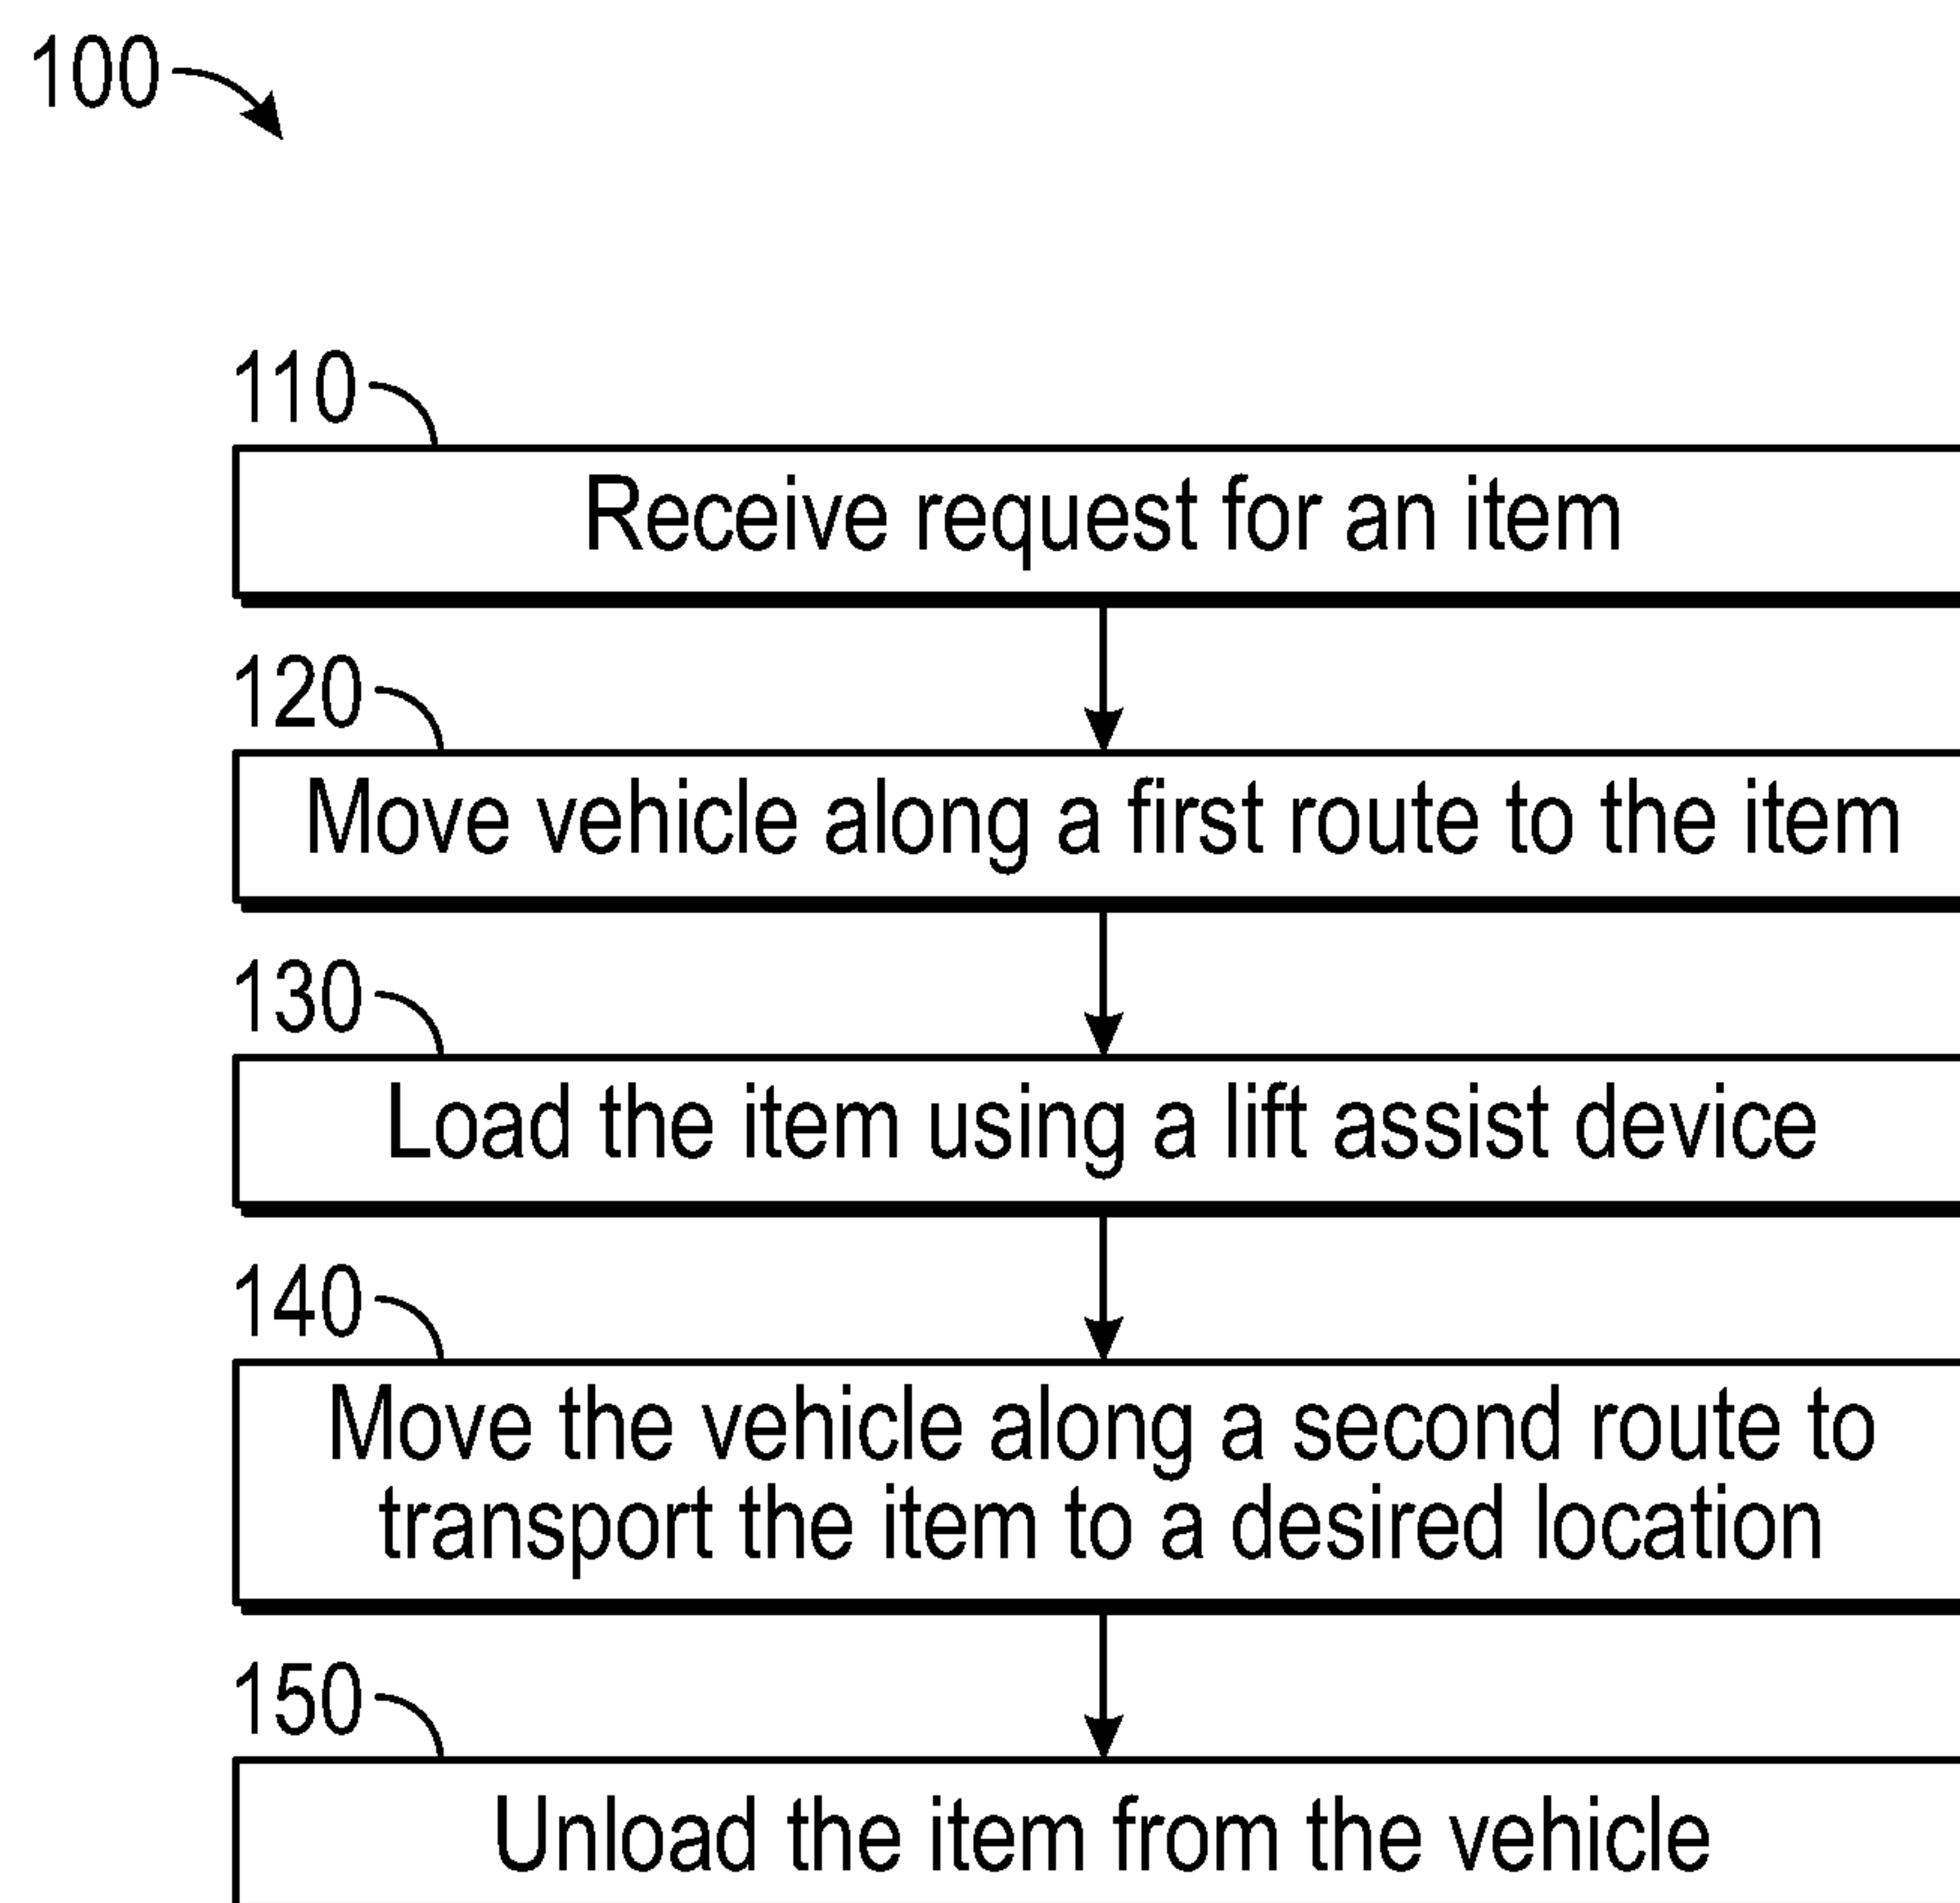 100
110
Receive request for an item
120
Move vehicle along a first route to the item
130
Load the item using a lift assist device
140
Move the vehicle along a second route to
transport the item to a desired location
150
Unload the item from the vehicle